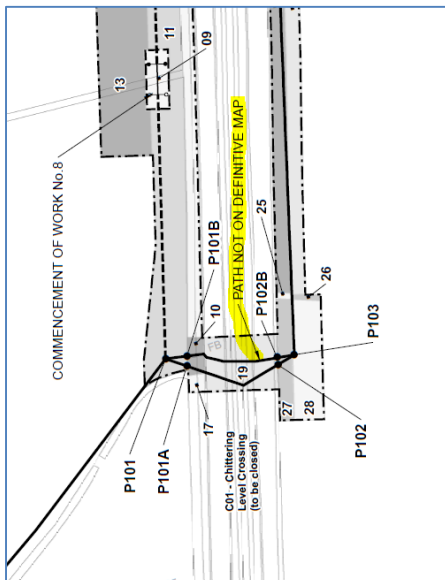 COMMENCEMENT OF WORK No.8
13
11
09
P101
P101A
P101B
10
17
FB
PATH NOT ON DEFINITIVE MAP
19
C01 - Chittering
Level Crossing
(to be closed)
25
P102B
26
27
28
P102
P103